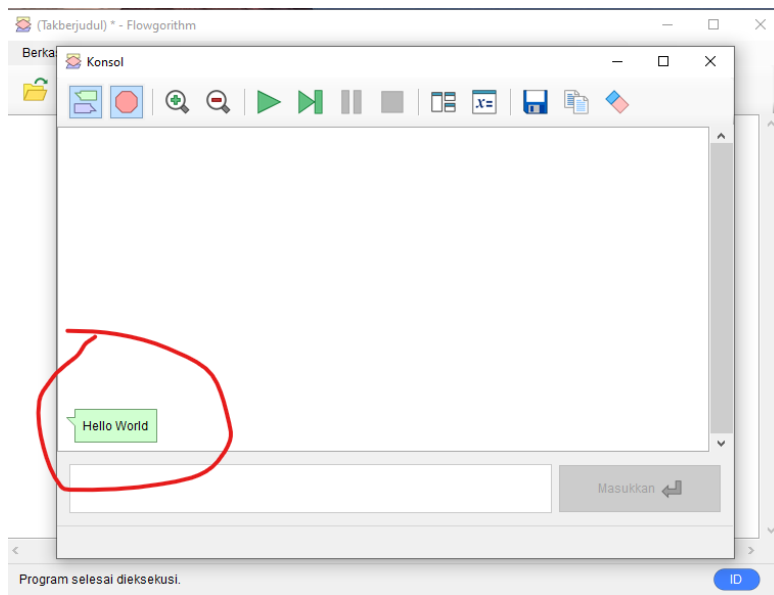 (Takberjudul) * - Flowgorithm
Berka
Konsol
x=
Hello World
Masukkan
Program selesai dieksekusi.
ID